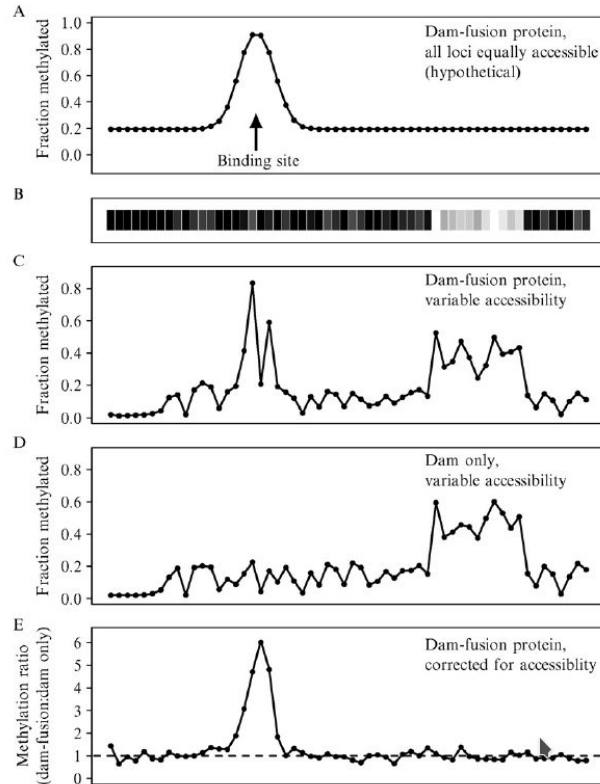 A
Fraction methylated
1.0
0.8
0.6
0.4
0.2
0.0
Dam-fusion protein,
all loci equally accessible
(hypothetical)
Binding site
B
C
Fraction methylated
0.8
0.6
0.4
0.2
0.0
Dam-fusion protein,
variable accessibility
D
Fraction methylated
0.8
0.6
0.4
0.2
0.0
Dam only,
variable accessibility
E
Methylation ratio
(dam-fusion:dam only)
6
5
4
3
2
1
0
Dam-fusion protein,
corrected for accessiblity